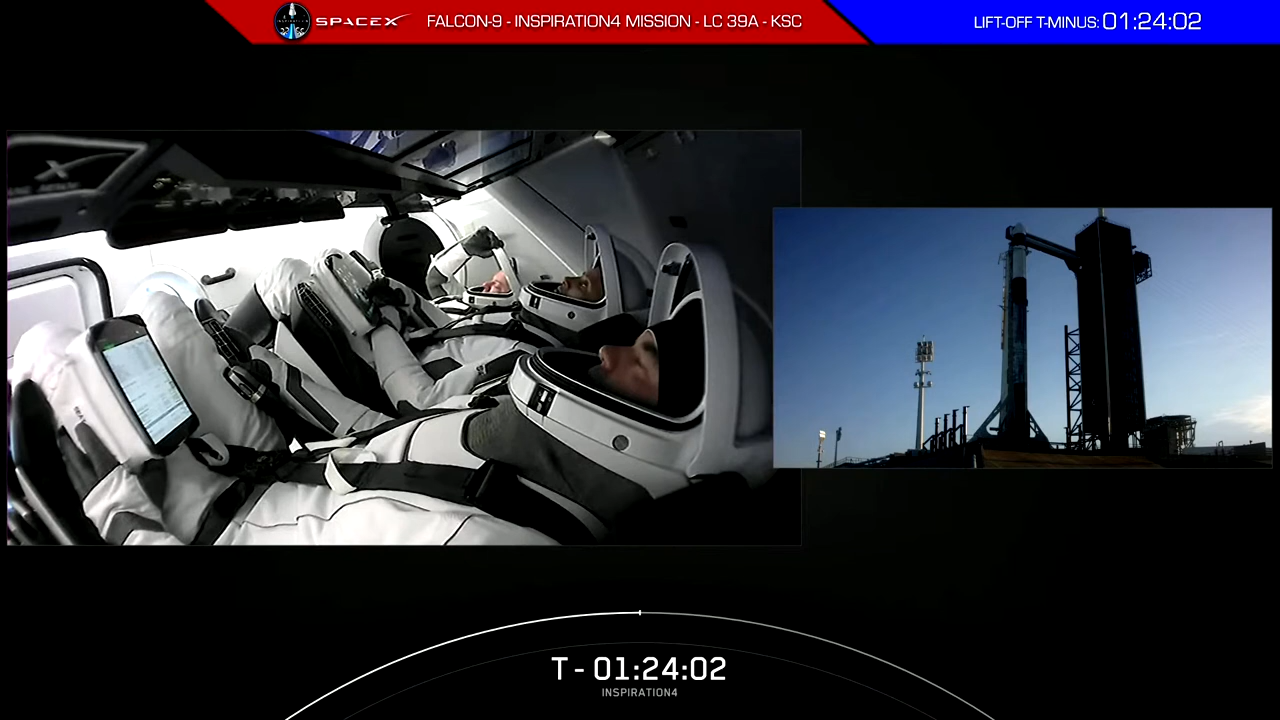 SPACEX FALCON-9 - INSPIRATION4 MISSION - LC 39A - KSC
LIFT-OFF T-MINUS: 01:24:02
T - 01:24:02
INSPIRATION4